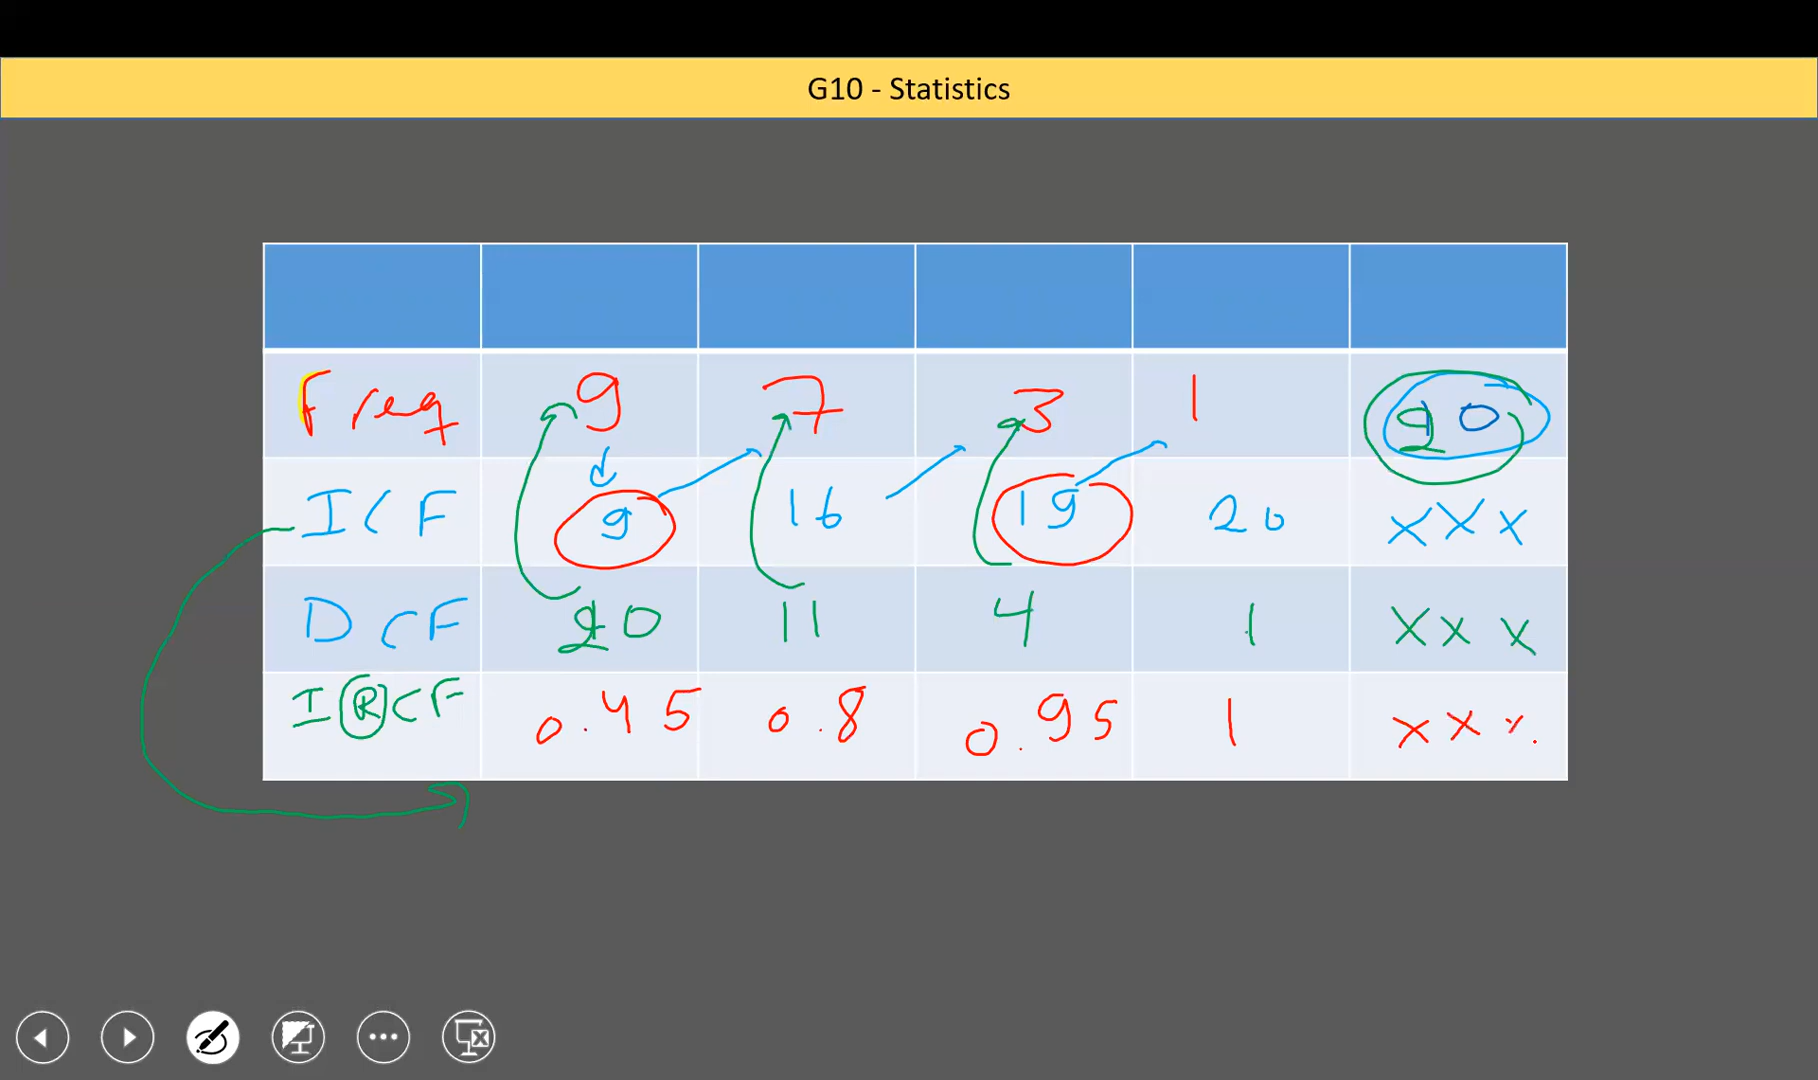 G10 - Statistics
Freq 9 7 3 1 20
ICF 9 16 19 20 XXX
DCF 20 11 4 1 XXX
IRCF 0.45 0.8 0.95 1 XXX